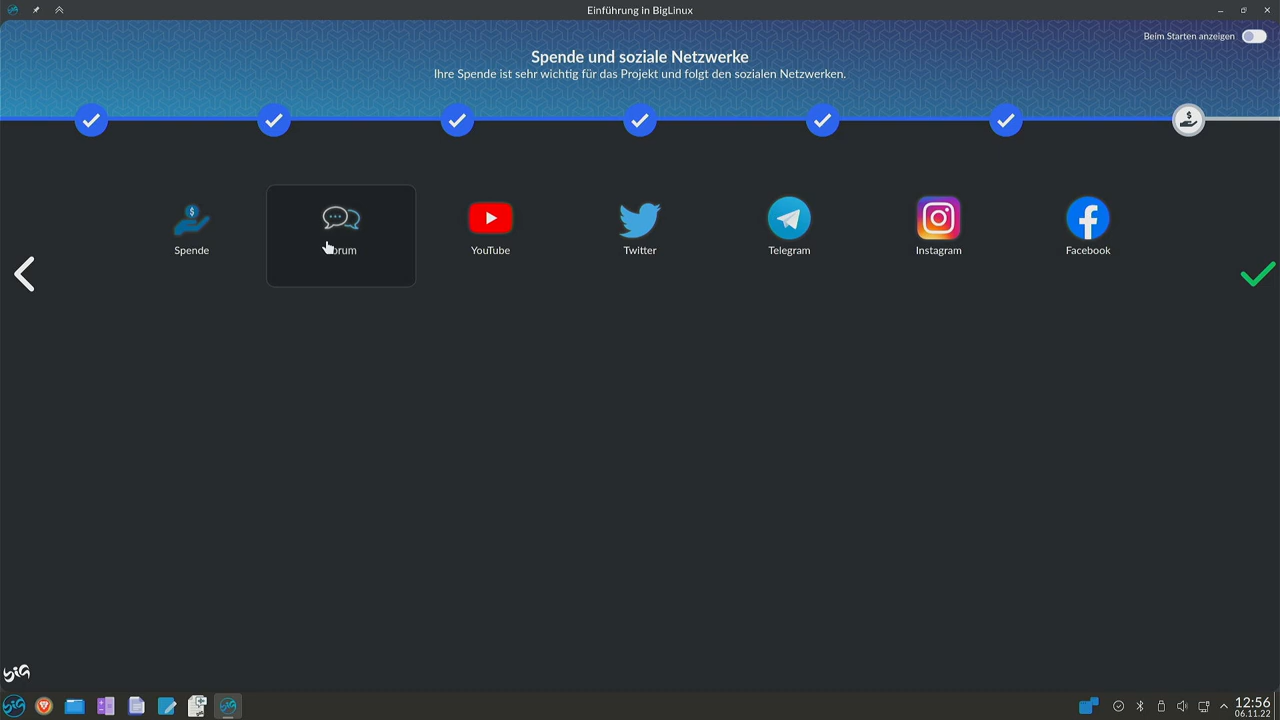 Einführung in BigLinux
Beim Starten anzeigen
Spende und soziale Netzwerke
Ihre Spende ist sehr wichtig für das Projekt und folgt den sozialen Netzwerken.
Spende
YouTube
Twitter
Telegram
Instagram
Facebook
biG
12:56
06.11.22